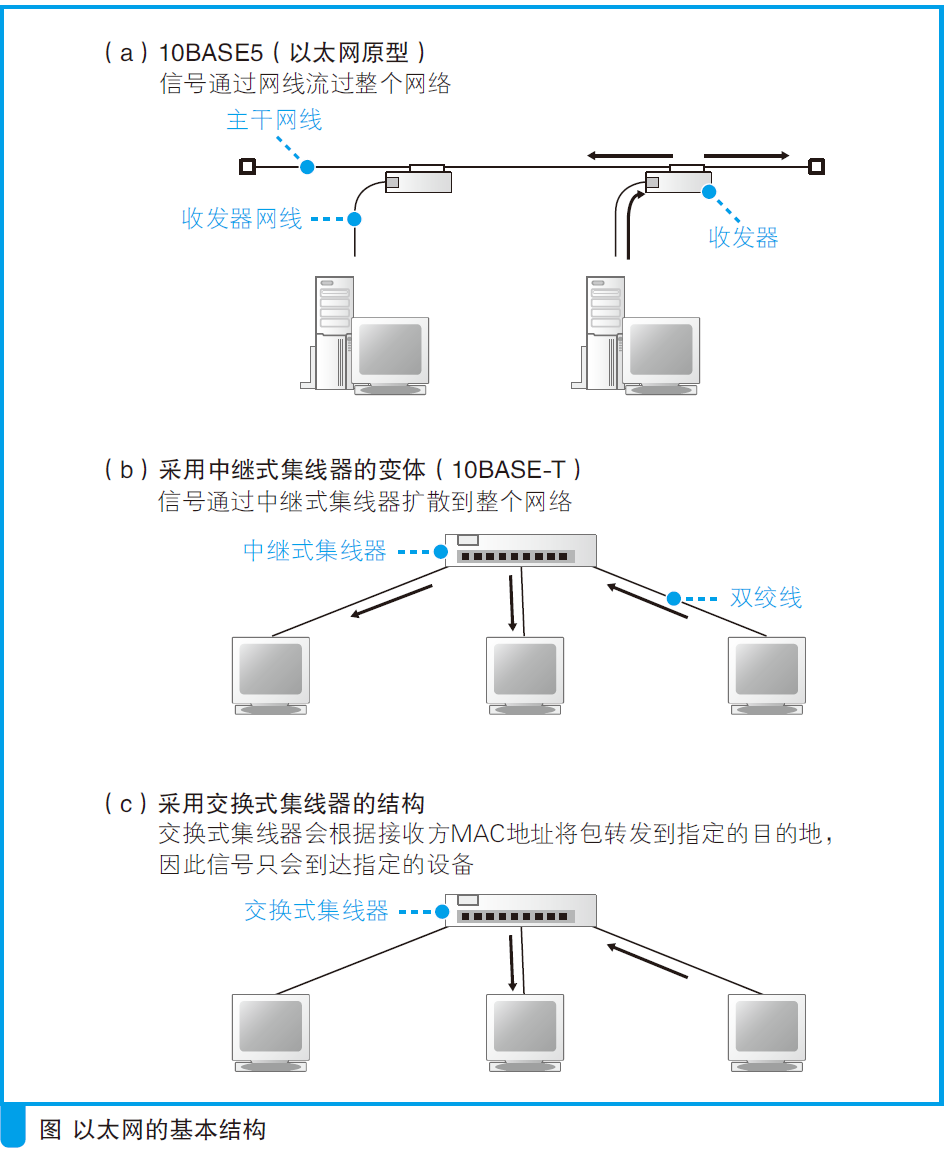 (a)10BASE5(以太网原型)
信号通过网线流过整个网络
主干网线
收发器网线
收发器
(b)采用中继式集线器的变体(10BASE-T)
信号通过中继式集线器扩散到整个网络
中继式集线器
双绞线
(c)采用交换式集线器的结构
交换式集线器会根据接收方MAC地址将包转发到指定的目的地,
因此信号只会到达指定的设备
交换式集线器
图 以太网的基本结构